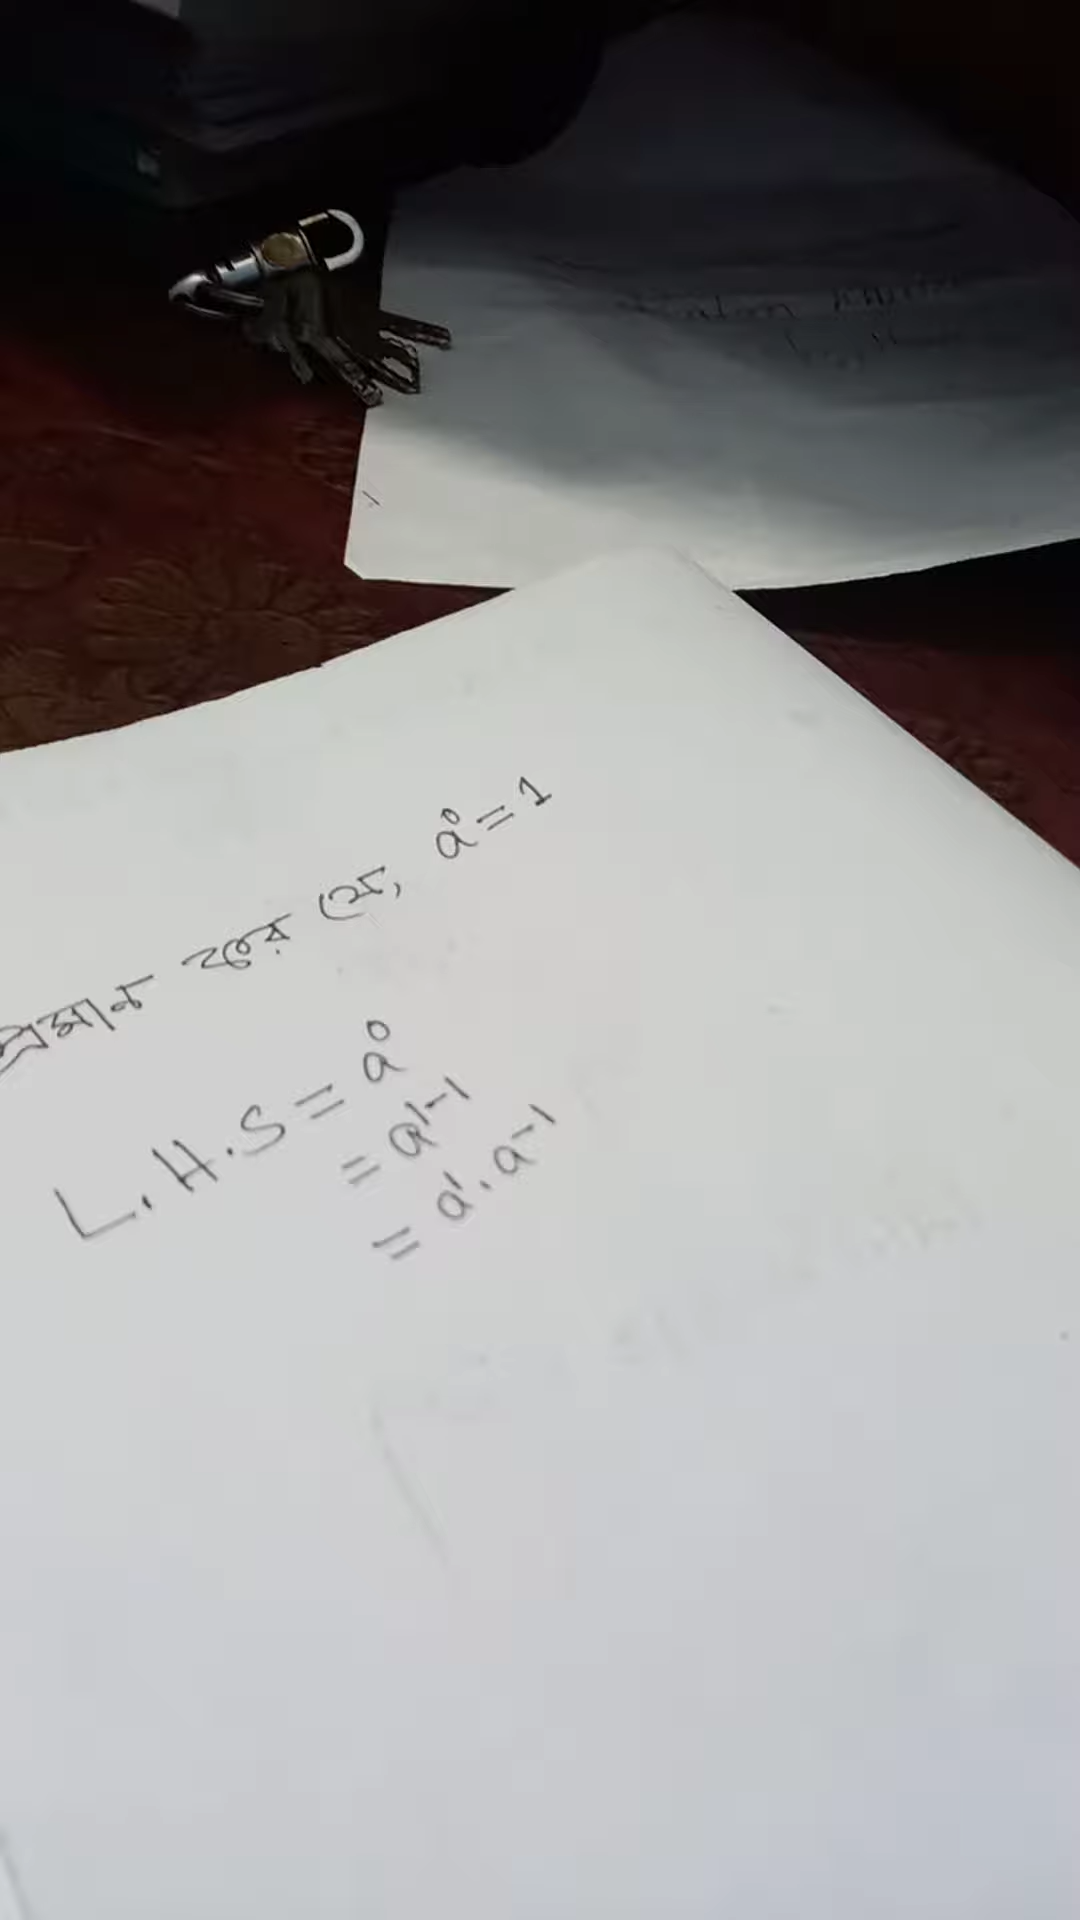 প্রমাণ করো যে, a⁰ = 1
L.H.S = a⁰
= a¹⁻¹
= a¹. a⁻¹